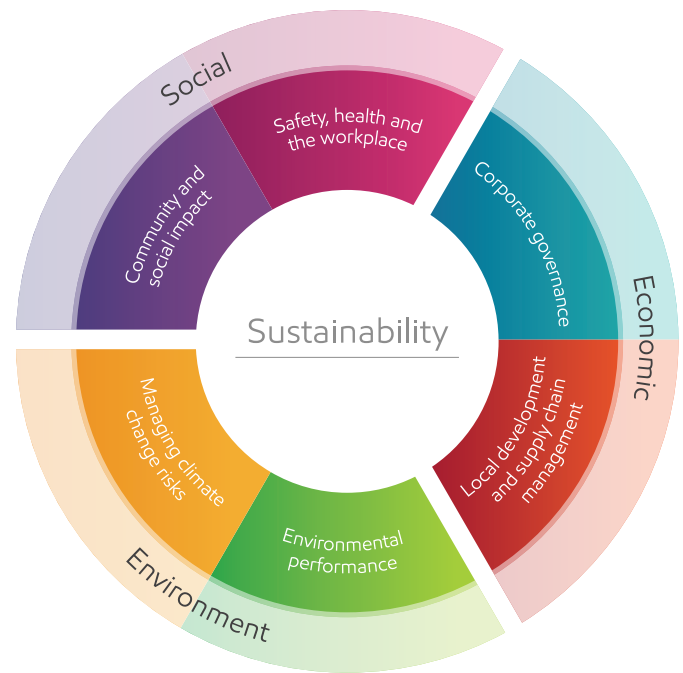 Social
Safety, health and
the workplace
Community and
social impact
Corporate governance
Economic
Sustainability
Local development
and supply chain
management
Managing climate
change risks
Environmental
performance
Environment